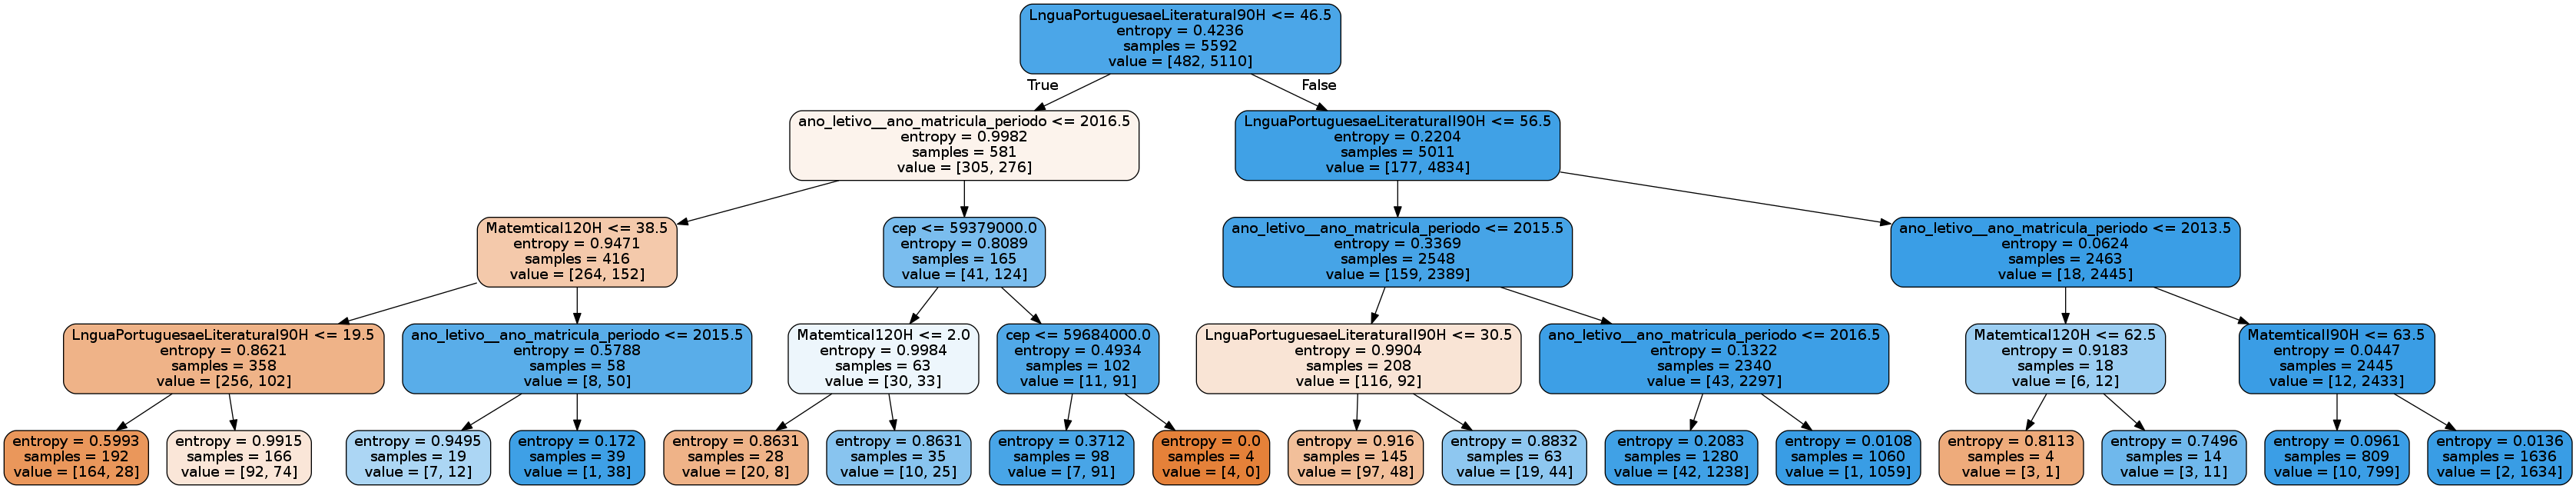 LnguaPortuguesaeLiteraturaI90H <= 46.5
entropy = 0.4236
samples = 5592
value = [482, 5110]
True
False
ano_letivo__ano_matricula_periodo <= 2016.5
entropy = 0.9982
samples = 581
value = [305, 276]
LnguaPortuguesaeLiteraturaII90H <= 56.5
entropy = 0.2204
samples = 5011
value = [177, 4834]
MatemticaI120H <= 38.5
entropy = 0.9471
samples = 416
value = [264, 152]
cep <= 59379000.0
entropy = 0.8089
samples = 165
value = [41, 124]
ano_letivo__ano_matricula_periodo <= 2015.5
entropy = 0.3369
samples = 2548
value = [159, 2389]
ano_letivo__ano_matricula_periodo <= 2013.5
entropy = 0.0624
samples = 2463
value = [18, 2445]
LnguaPortuguesaeLiteraturaI90H <= 19.5
entropy = 0.8621
samples = 358
value = [256, 102]
ano_letivo__ano_matricula_periodo <= 2015.5
entropy = 0.5788
samples = 58
value = [8, 50]
MatemticaI120H <= 2.0
entropy = 0.9984
samples = 63
value = [30, 33]
cep <= 59684000.0
entropy = 0.4934
samples = 102
value = [11, 91]
LnguaPortuguesaeLiteraturaII90H <= 30.5
entropy = 0.9904
samples = 208
value = [116, 92]
ano_letivo__ano_matricula_periodo <= 2016.5
entropy = 0.1322
samples = 2340
value = [43, 2297]
MatemticaI120H <= 62.5
entropy = 0.9183
samples = 18
value = [6, 12]
MatemticaII90H <= 63.5
entropy = 0.0447
samples = 2445
value = [12, 2433]
entropy = 0.5993
samples = 192
value = [164, 28]
entropy = 0.9915
samples = 166
value = [92, 74]
entropy = 0.9495
samples = 19
value = [7, 12]
entropy = 0.172
samples = 39
value = [1, 38]
entropy = 0.8631
samples = 28
value = [20, 8]
entropy = 0.8631
samples = 35
value = [10, 25]
entropy = 0.3712
samples = 98
value = [7, 91]
entropy = 0.0
samples = 4
value = [4, 0]
entropy = 0.916
samples = 145
value = [97, 48]
entropy = 0.8832
samples = 63
value = [19, 44]
entropy = 0.2083
samples = 1280
value = [42, 1238]
entropy = 0.0108
samples = 1060
value = [1, 1059]
entropy = 0.8113
samples = 4
value = [3, 1]
entropy = 0.7496
samples = 14
value = [3, 11]
entropy = 0.0961
samples = 809
value = [10, 799]
entropy = 0.0136
samples = 1636
value = [2, 1634]